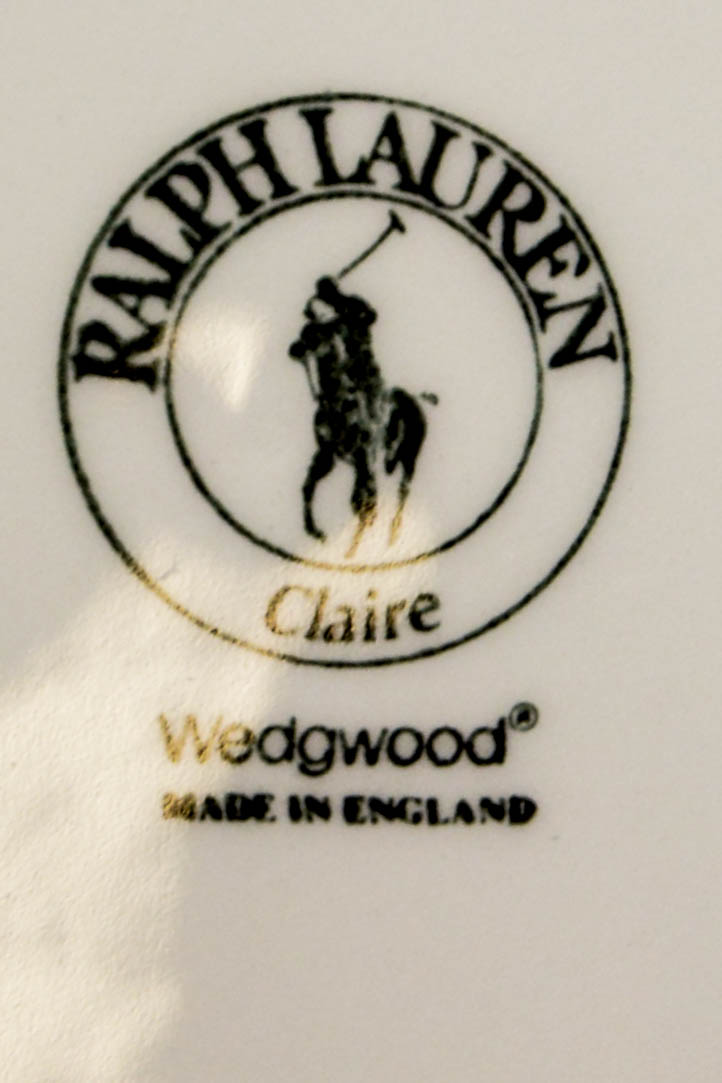 RALPH LAUREN
Claire
Wedgwood®
MADE IN ENGLAND